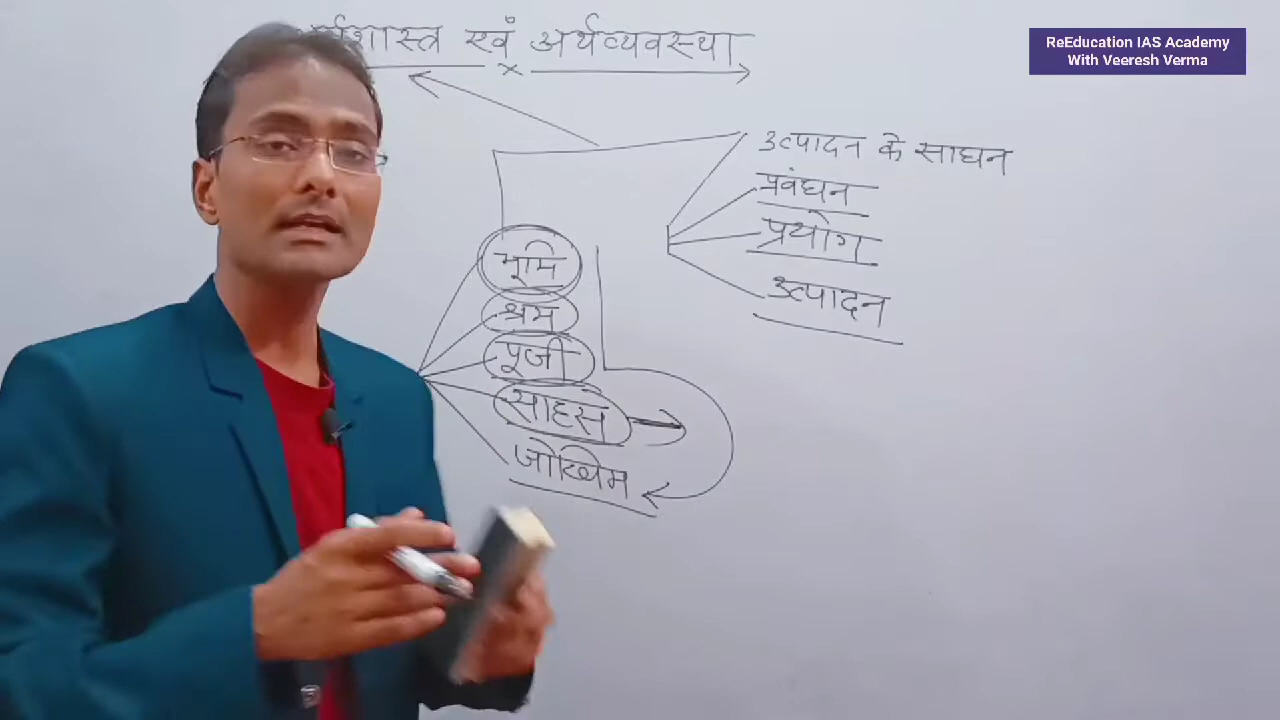 एवं अर्थव्यवस्था
ReEducation IAS Academy
With Veeresh Verma
उत्पादन के साधन
प्रबंधन
प्रयोग
उत्पादन
भूमि
श्रम
पूजी
साहस
जोखिम